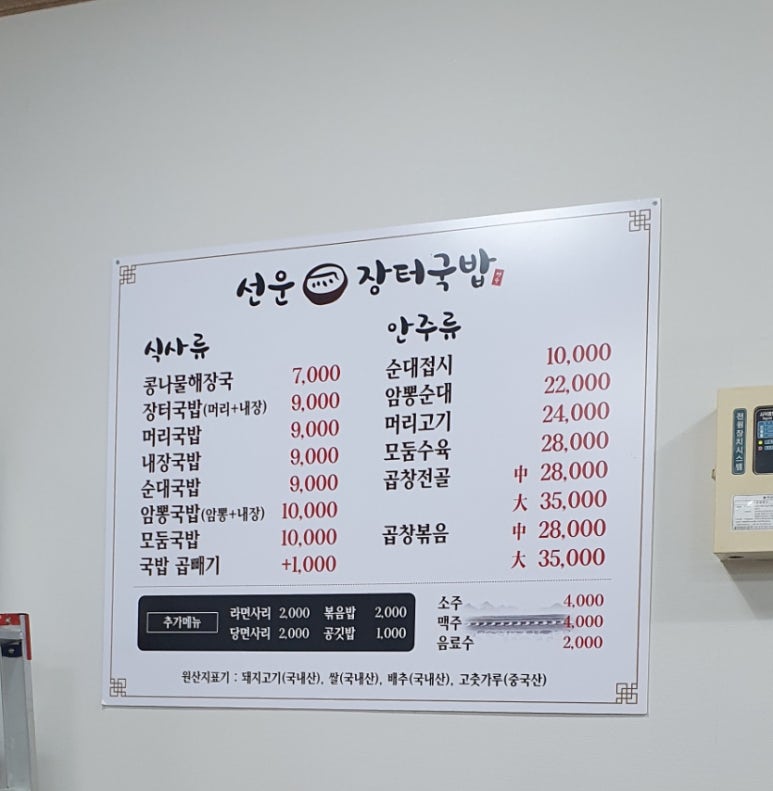 선운 장터국밥
식사류
콩나물해장국 7,000
장터국밥(머리+내장) 9,000
머리국밥 9,000
내장국밥 9,000
순대국밥 9,000
암뽕국밥(암뽕+내장) 10,000
모둠국밥 10,000
국밥 곱빼기 +1,000
안주류
순대접시 10,000
암뽕순대 22,000
머리고기 24,000
모둠수육 28,000
곱창전골 中 28,000
大 35,000
곱창볶음 中 28,000
大 35,000
추가메뉴
라면사리 2,000 볶음밥 2,000
당면사리 2,000 공깃밥 1,000
소주 4,000
맥주 4,000
음료수 2,000
원산지표기 : 돼지고기(국내산), 쌀(국내산), 배추(국내산), 고춧가루(중국산)
전원장치시스템